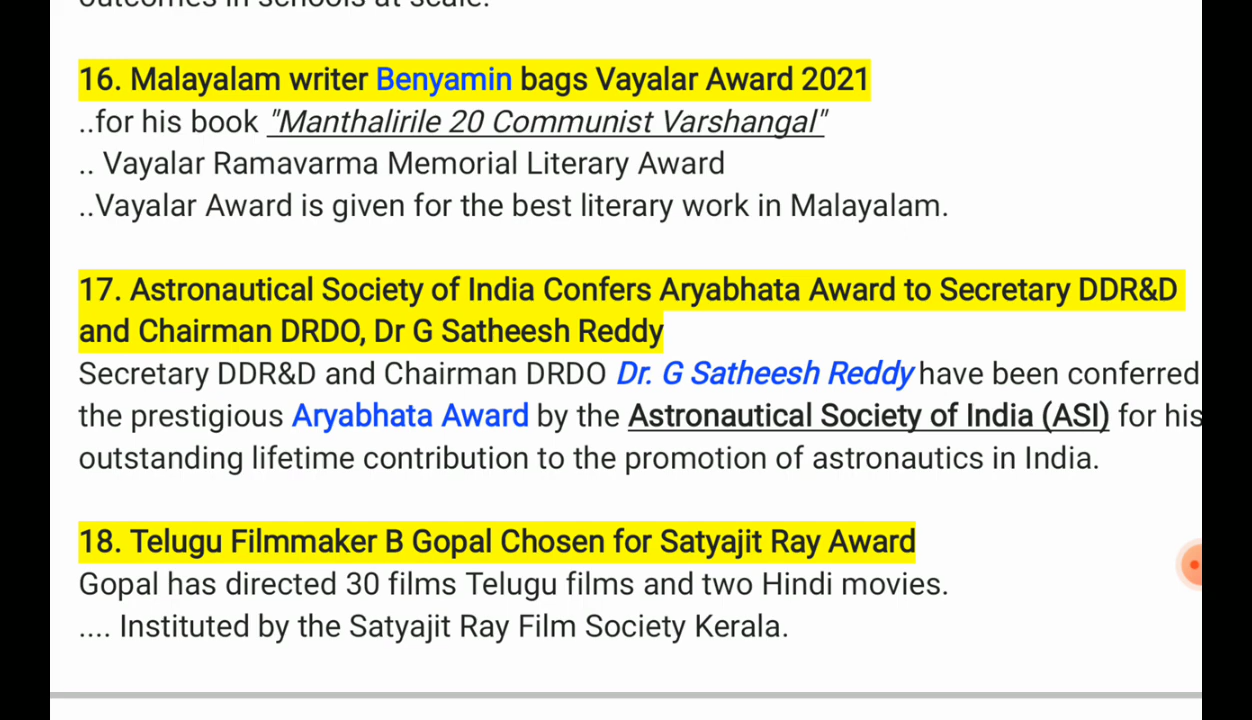 outcomes in schools at scale.
16. Malayalam writer Benyamin bags Vayalar Award 2021
..for his book "Manthalirile 20 Communist Varshangal"
.. Vayalar Ramavarma Memorial Literary Award
..Vayalar Award is given for the best literary work in Malayalam.
17. Astronautical Society of India Confers Aryabhata Award to Secretary DDR&D
and Chairman DRDO, Dr G Satheesh Reddy
Secretary DDR&D and Chairman DRDO Dr. G Satheesh Reddy have been conferred
the prestigious Aryabhata Award by the Astronautical Society of India (ASI) for his
outstanding lifetime contribution to the promotion of astronautics in India.
18. Telugu Filmmaker B Gopal Chosen for Satyajit Ray Award
Gopal has directed 30 films Telugu films and two Hindi movies.
.... Instituted by the Satyajit Ray Film Society Kerala.